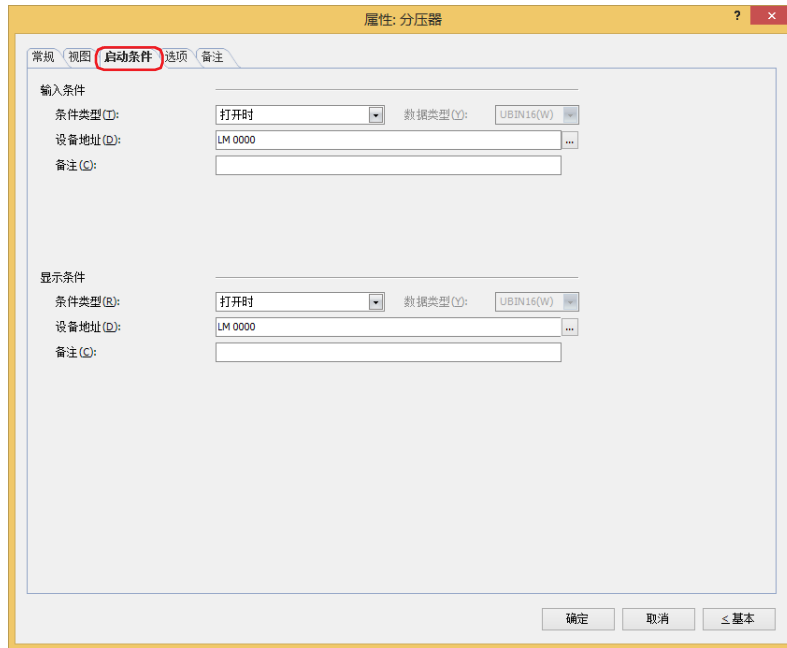 属性: 分压器 ? ×
常规 视图 启动条件 选项 备注
输入条件
条件类型(T): 打开时 数据类型(Y): UBIN16(W)
设备地址(D): LM 0000 ...
备注(C):
显示条件
条件类型(R): 打开时 数据类型(Y): UBIN16(W)
设备地址(D): LM 0000 ...
备注(C):
确定 取消 <基本